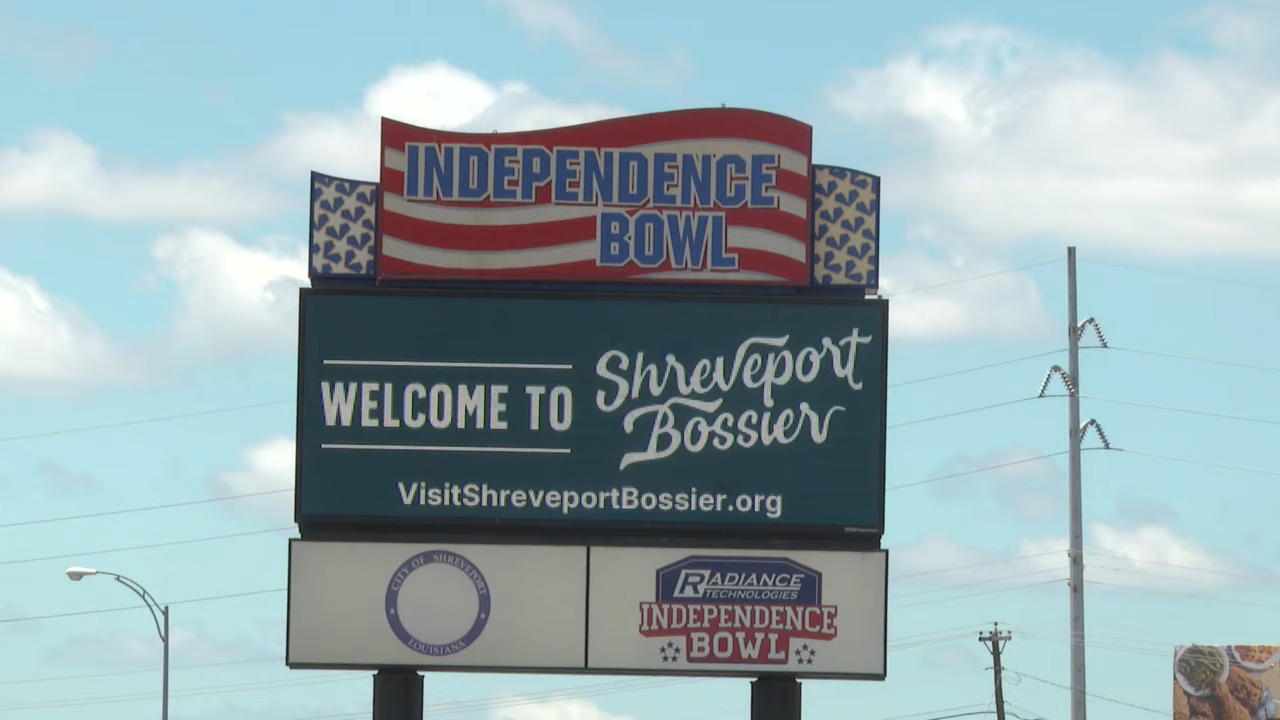 INDEPENDENCE
BOWL
WELCOME TO
Shreveport
Bossier
VisitShreveportBossier.org
CITY OF SHREVEPORT
LOUISIANA
RADIANCE
TECHNOLOGIES
INDEPENDENCE
BOWL